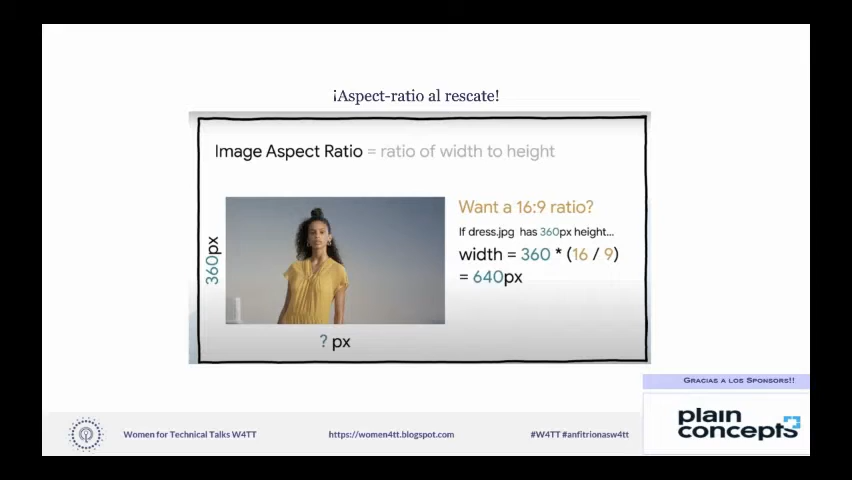 ¡Aspect-ratio al rescate!
Image Aspect Ratio = ratio of width to height
360px
? px
Want a 16:9 ratio?
If dress.jpg has 360px height...
width = 360 * (16 / 9)
= 640px
GRACIAS A LOS SPONSORS!!
plain
concepts
Women for Technical Talks W4TT
https://women4tt.blogspot.com
#W4TT #anfitrionasw4tt